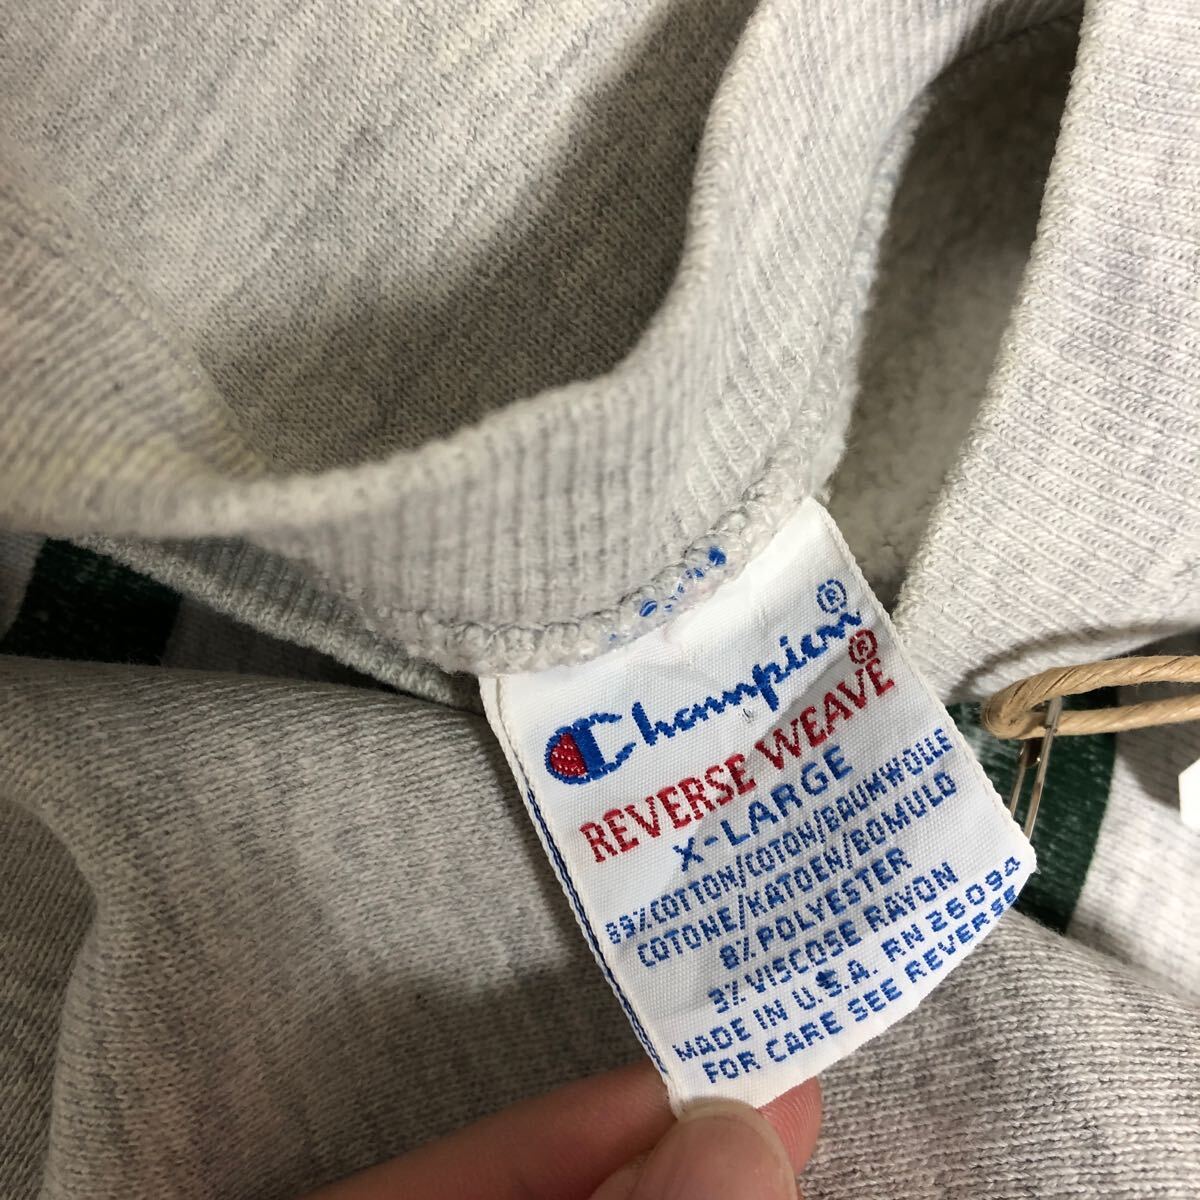 Champion®
REVERSE WEAVE®
X-LARGE
89% COTTON/COTON/BAUMWOLLE
COTONE/KATOEN/BOMULD
8% POLYESTER
3% VISCOSE RAYON
MADE IN U.S.A. RN 26094
FOR CARE SEE REVERSE